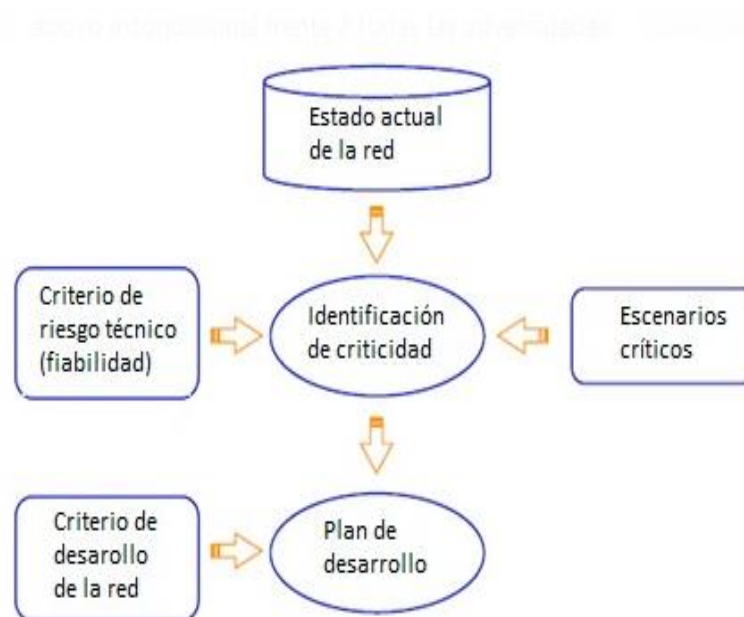 Estado actual
de la red
Criterio de
riesgo técnico
(fiabilidad)
Identificación
de criticidad
Escenarios
críticos
Criterio de
desarollo
de la red
Plan de
desarrollo